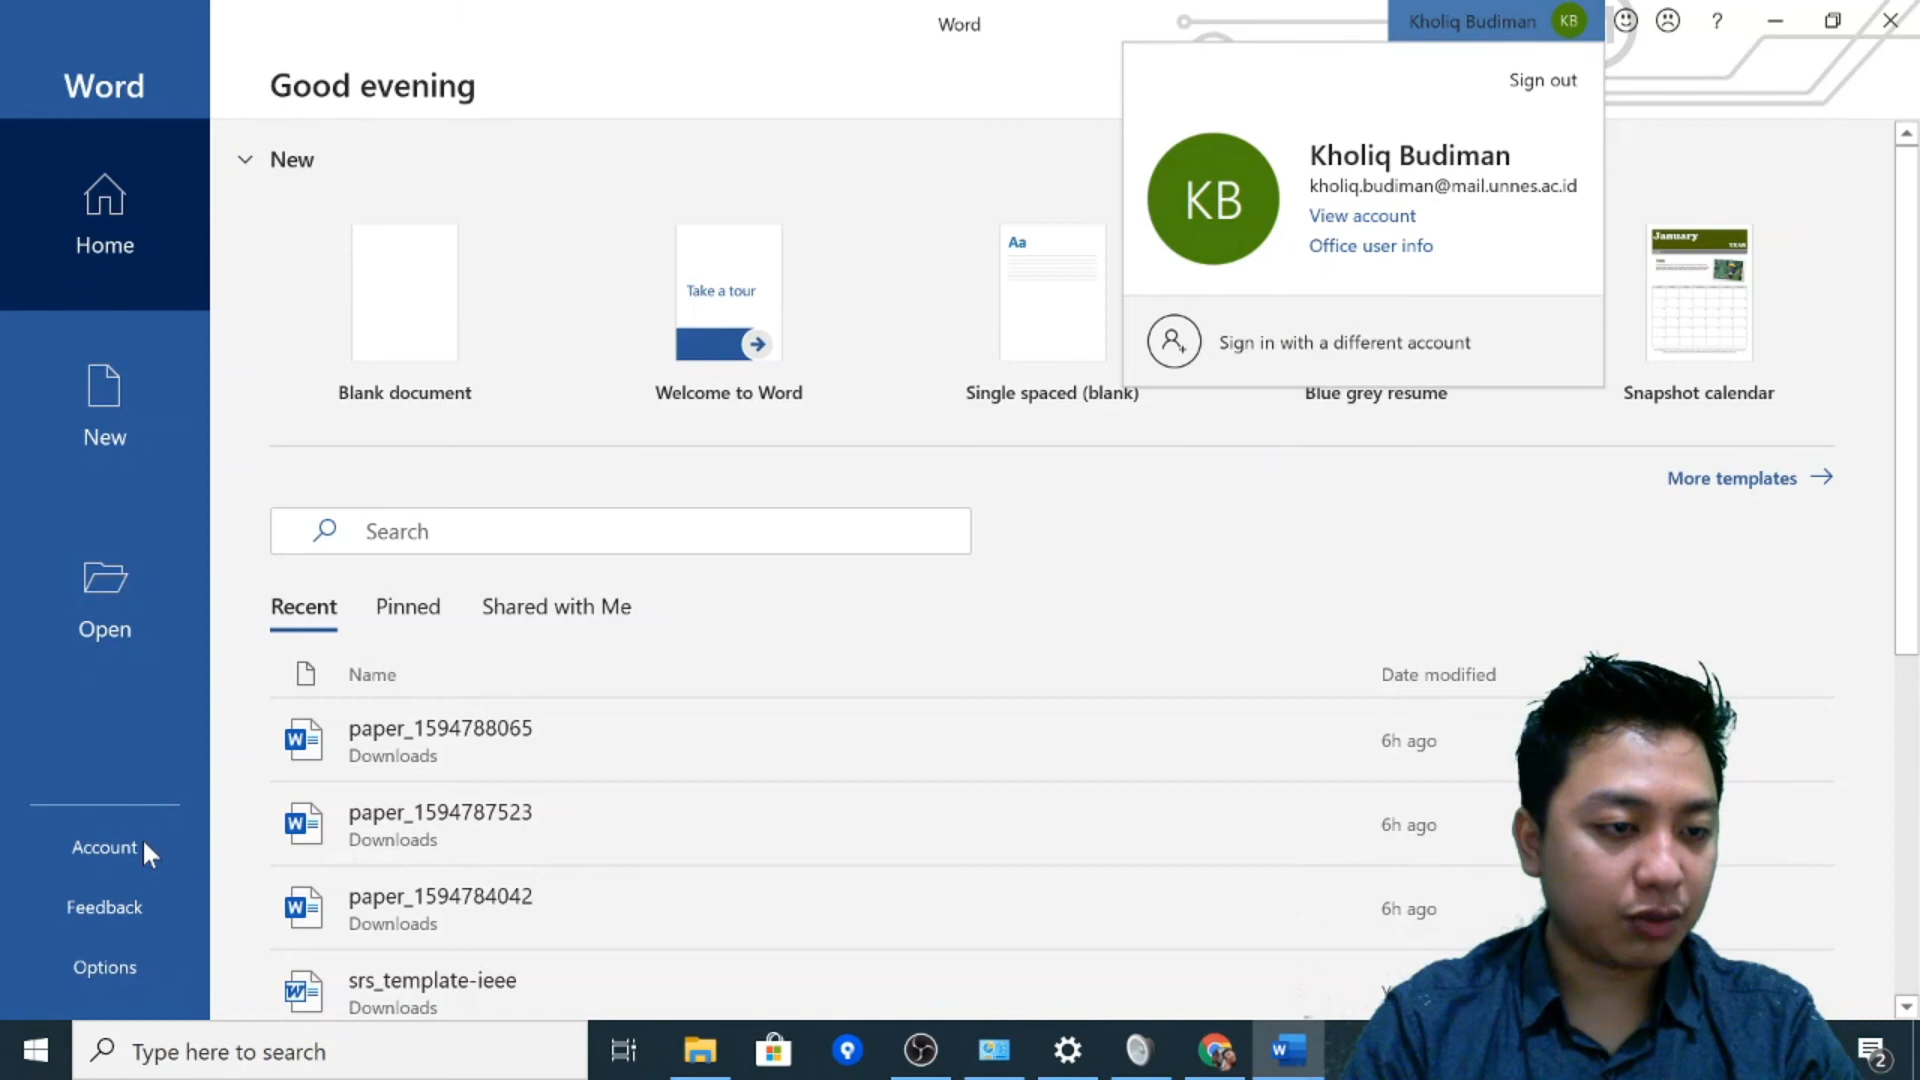 Word
Kholiq Budiman KB
?
Word
Good evening
Sign out
KB
Kholiq Budiman
kholiq.budiman@mail.unnes.ac.id
View account
Office user info
Sign in with a different account
New
Home
New
Open
Account
Feedback
Options
Take a tour
Aa
January
YEAR
Blank document
Welcome to Word
Single spaced (blank)
Blue grey resume
Snapshot calendar
More templates
Search
Recent Pinned Shared with Me
Name Date modified
paper_1594788065
Downloads
6h ago
paper_1594787523
Downloads
6h ago
paper_1594784042
Downloads
6h ago
srs_template-ieee
Downloads
Type here to search
2